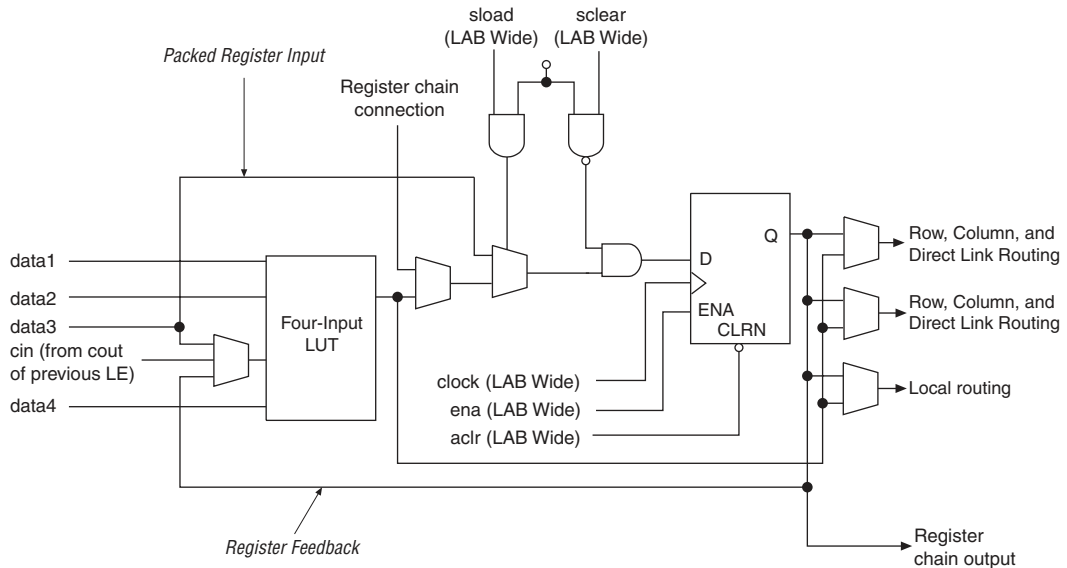 sload
(LAB Wide)
sclear
(LAB Wide)
Packed Register Input
Register chain
connection
Q
Row, Column, and
Direct Link Routing
data1
D
data2
ENA
Row, Column, and
Direct Link Routing
data3
Four-Input
LUT
CLRN
cin (from cout
of previous LE)
clock (LAB Wide)
Local routing
data4
ena (LAB Wide)
aclr (LAB Wide)
Register Feedback
Register
chain output